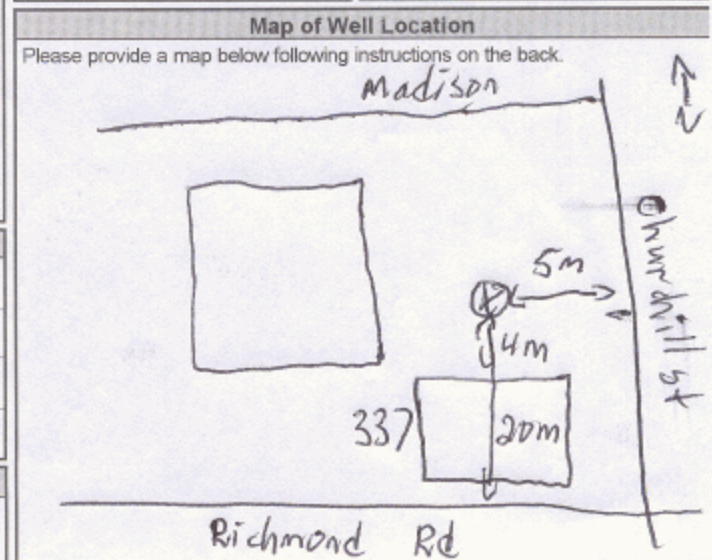 Map of Well Location
Please provide a map below following instructions on the back.
Madison
N
Churchill St
5m
4m
337
20m
Richmond Rd